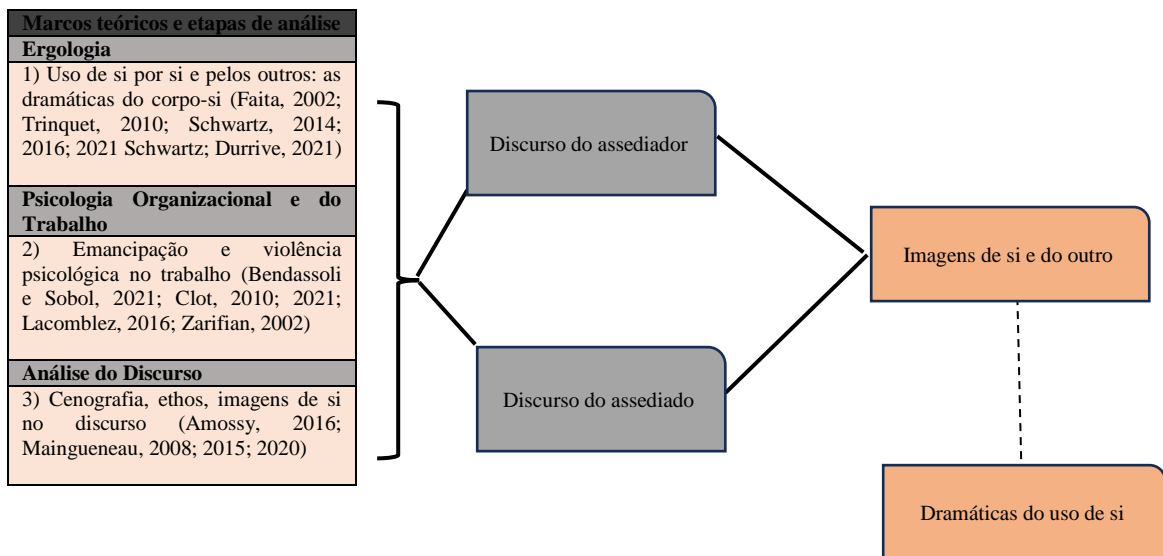 Marcos teóricos e etapas de análise
Ergologia
1) Uso de si por si e pelos outros: as
dramáticas do corpo-si (Faita, 2002;
Trinquet, 2010; Schwartz, 2014;
2016; 2021 Schwartz; Durrive, 2021)
Psicologia Organizacional e do
Trabalho
2) Emancipação e violência
psicológica no trabalho (Bendassoli
e Sobol, 2021; Clot, 2010; 2021;
Lacomblez, 2016; Zarifian, 2002)
Análise do Discurso
3) Cenografia, ethos, imagens de si
no discurso (Amossy, 2016;
Maingueneau, 2008; 2015; 2020)
Discurso do assediador
Discurso do assediado
Imagens de si e do outro
Dramáticas do uso de si